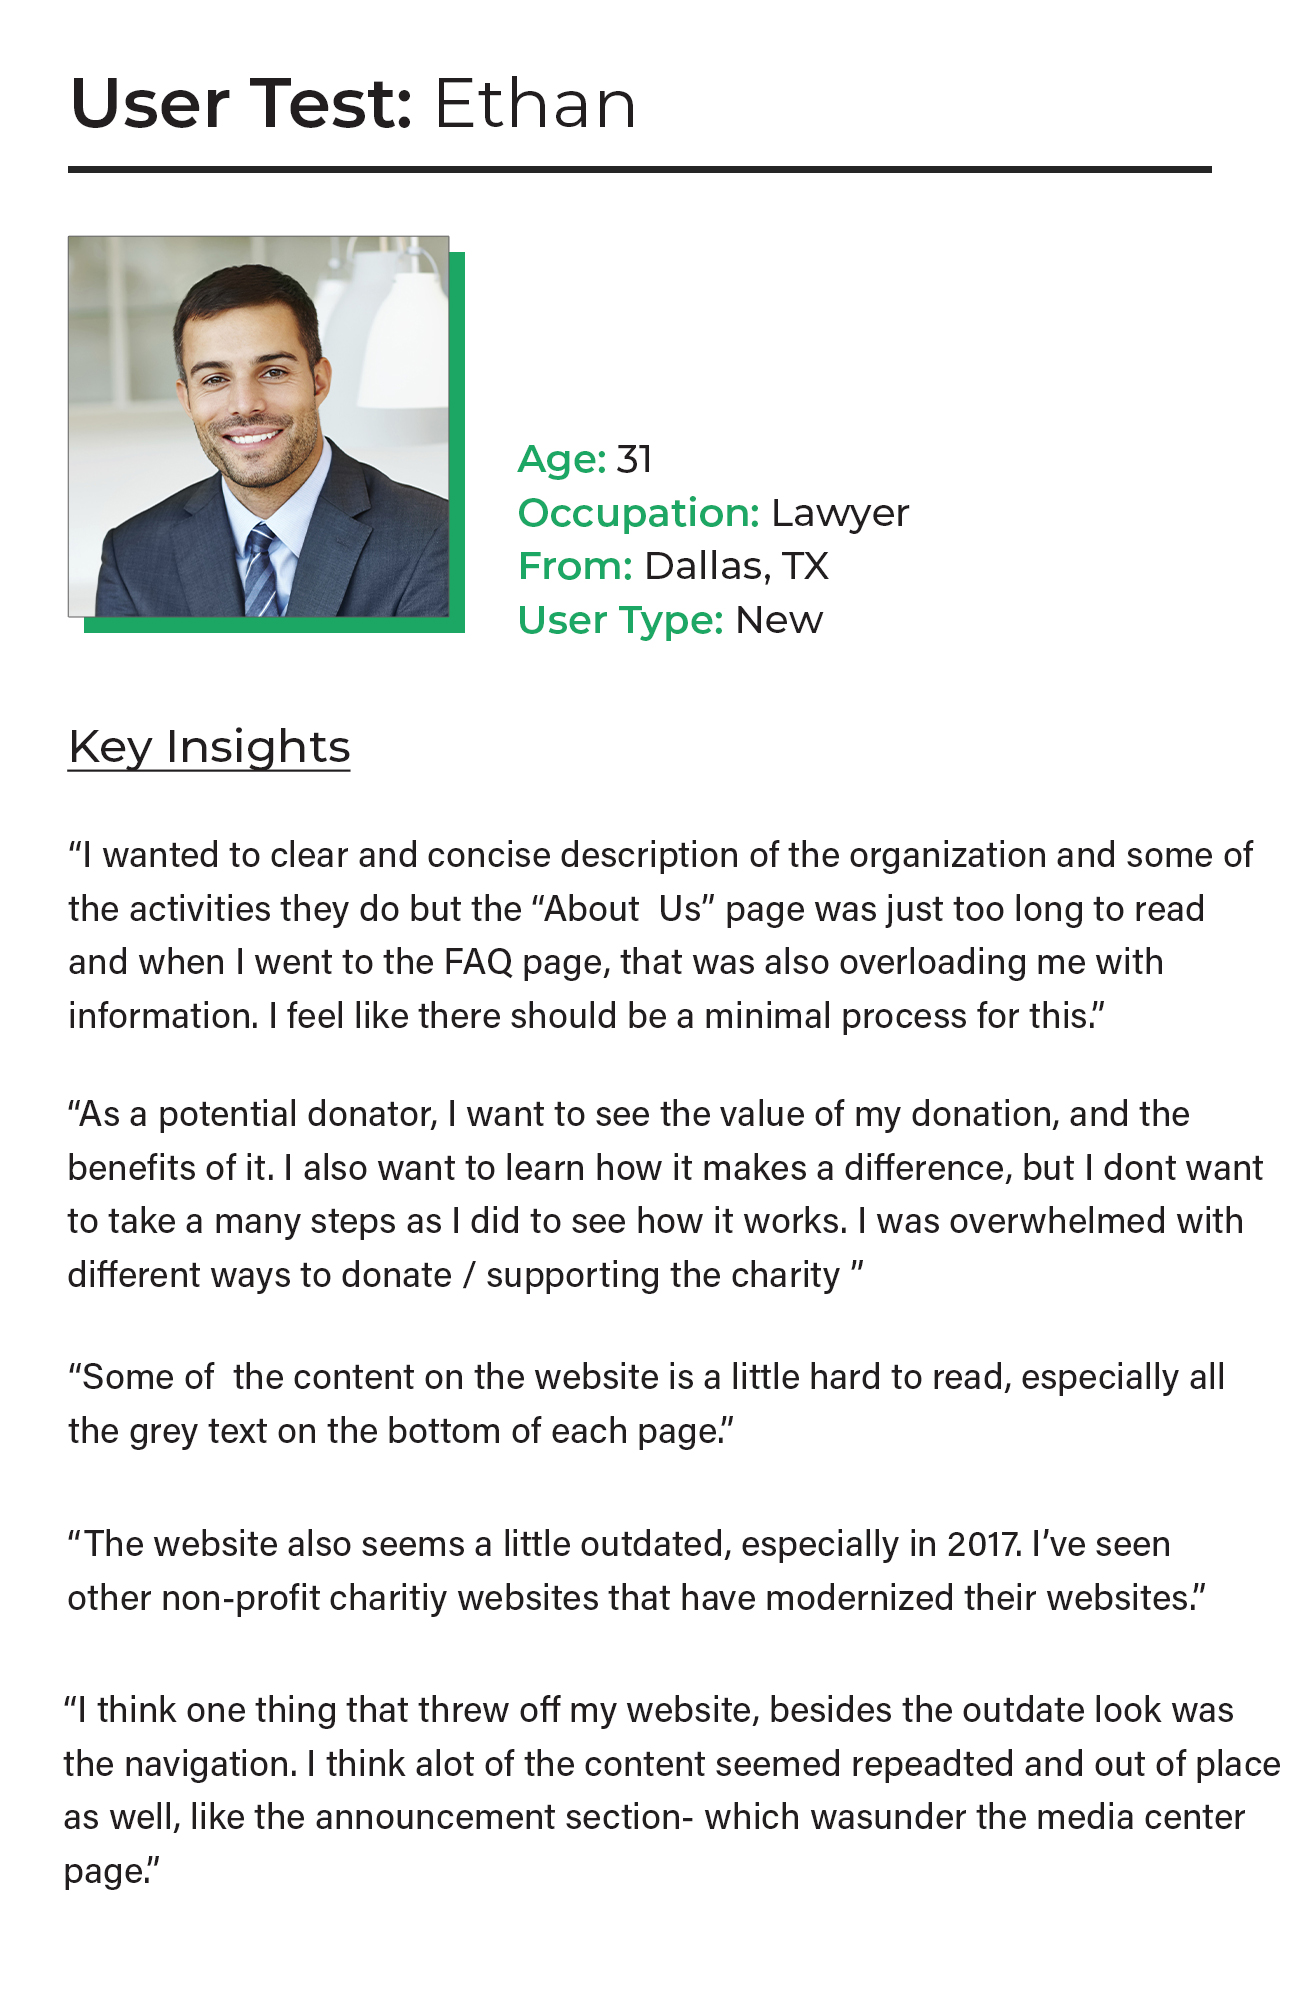 User Test: Ethan
Age: 31
Occupation: Lawyer
From: Dallas, TX
User Type: New
Key Insights
“I wanted to clear and concise description of the organization and some of
the activities they do but the “About  Us” page was just too long to read
and when I went to the FAQ page, that was also overloading me with
information. I feel like there should be a minimal process for this.”
“As a potential donator, I want to see the value of my donation, and the
benefits of it. I also want to learn how it makes a difference, but I dont want
to take a many steps as I did to see how it works. I was overwhelmed with
different ways to donate / supporting the charity ”
“Some of  the content on the website is a little hard to read, especially all
the grey text on the bottom of each page.”
“The website also seems a little outdated, especially in 2017. I’ve seen
other non-profit charitiy websites that have modernized their websites.”
“I think one thing that threw off my website, besides the outdate look was
the navigation. I think alot of the content seemed repeadted and out of place
as well, like the announcement section- which wasunder the media center
page.”